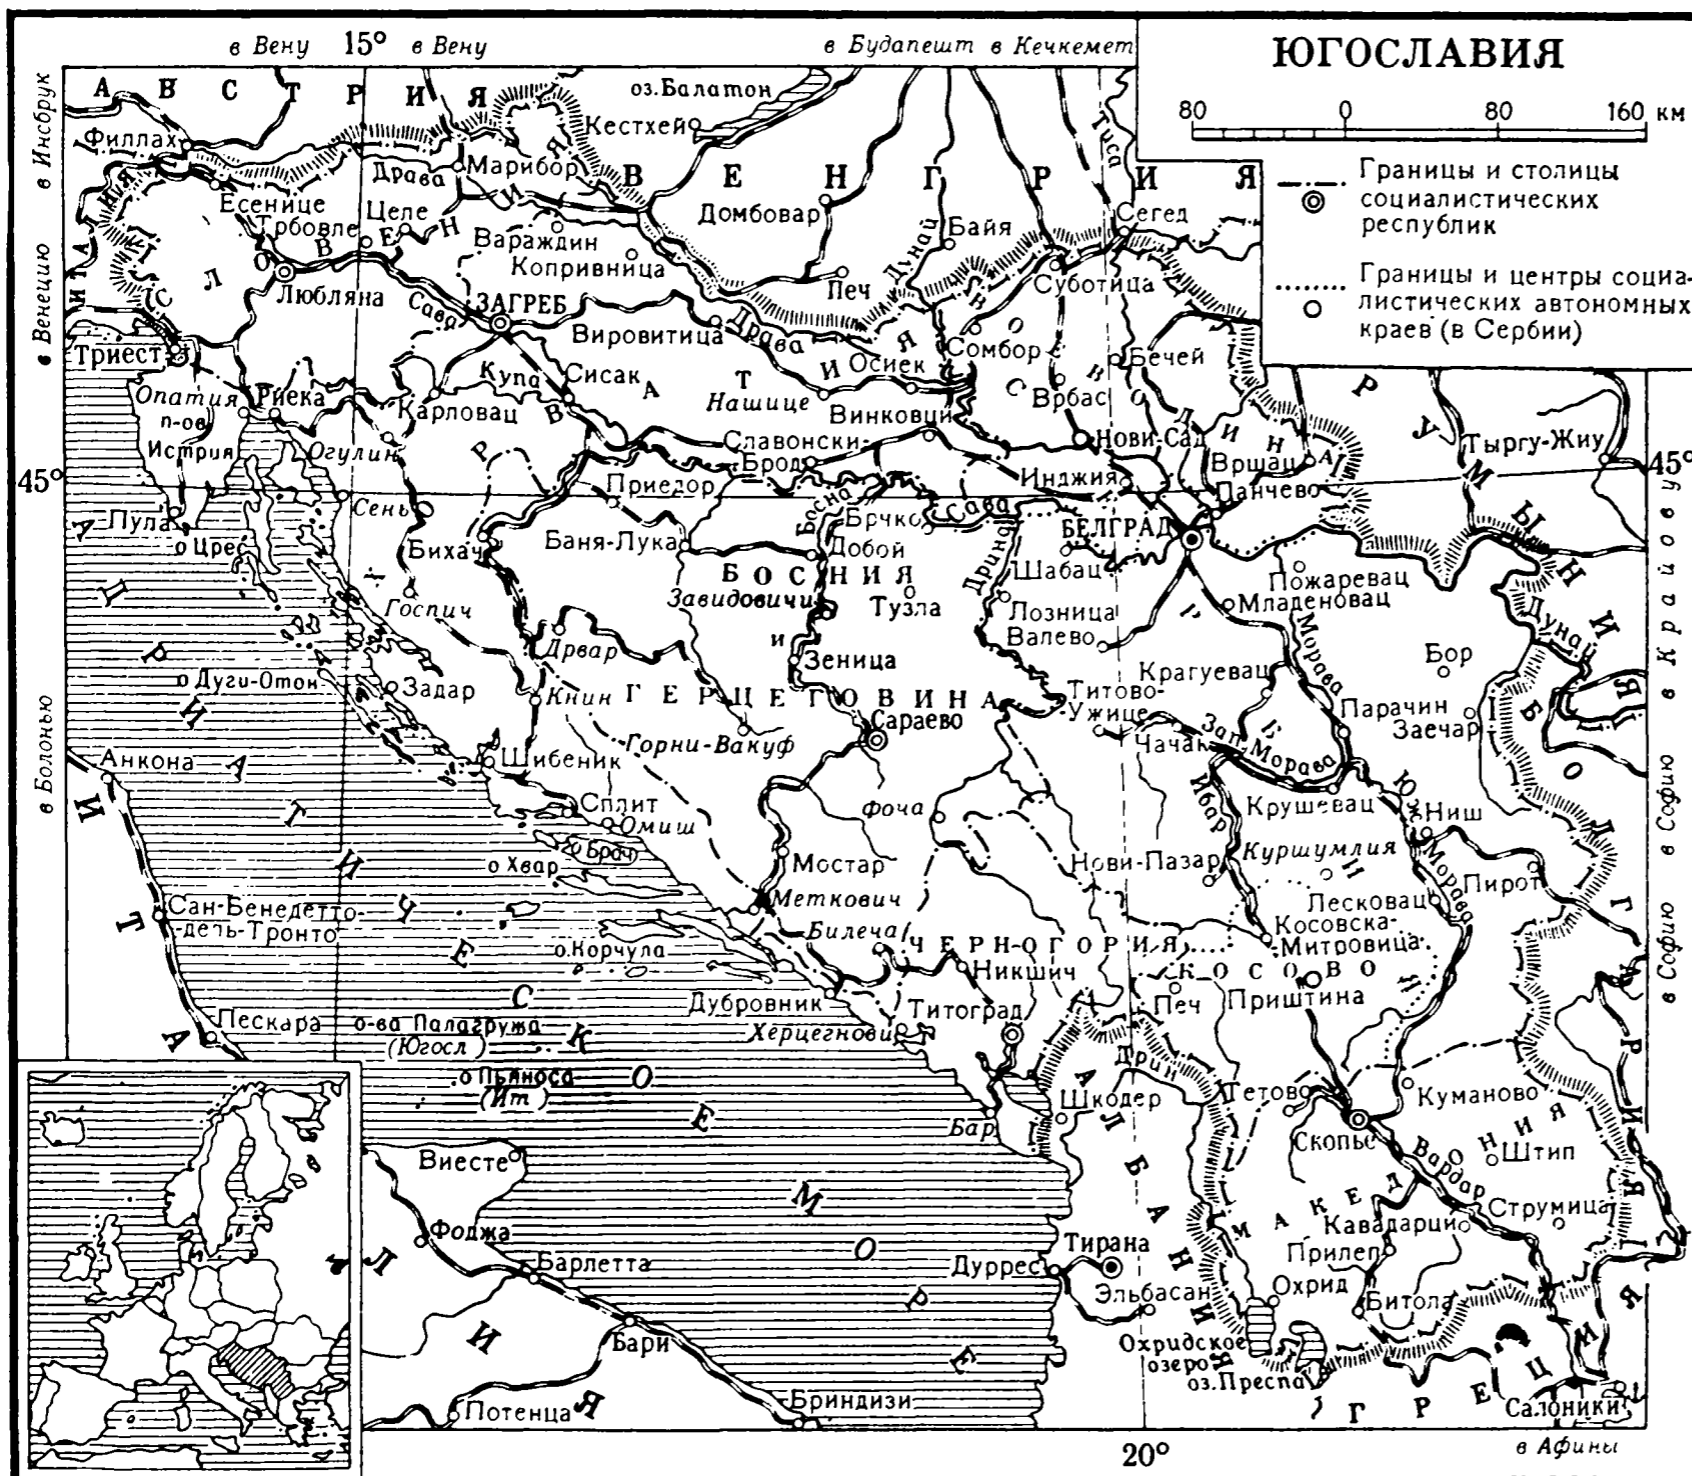 в Вену 15° в Вену
в Будапешт в Кечкемет
ЮГОСЛАВИЯ
80 0 80 160 км
Границы и столицы
социалистических
республик
Границы и центры социа-
листических автономных
краев (в Сербии)
в Инсбрук
в Венецию
в Болонью
45°
45°
20°
в Крайову
в Софию
в Софию
в Афины
АВСТРИЯ
ВЕНГРИЯ
РУМЫНИЯ
БОЛГАРИЯ
ГРЕЦИЯ
АЛБАНИЯ
ИТАЛИЯ
ИТАЛИЯ
АДРИАТИЧЕСКОЕ МОРЕ
СЛОВЕНИЯ
ХОРВАТИЯ
БОСНИЯ
И
ГЕРЦЕГОВИНА
ЧЕРНОГОРИЯ
СЕРБИЯ
ВОЕВОДИНА
КОСОВО
МАКЕДОНИЯ
оз.Балатон
Кестхей
Филлах
Марибор
Драва
Тиса
Есенице
Трбовле
Целе
Вараждин
Копривница
Домбовар
Байя
Сегед
Дунай
Любляна
Сава
ЗАГРЕБ
Печ
Суботица
Вировитица
Драва
Сомбор
Бечей
Триест
Купа
Сисак
Осиек
Опатия
Риека
Карловац
Нашице
Винковци
Врбас
п-ов
Истрия
Огулин
Славонски-
Брод
Нови-Сад
Вршац
Тыргу-Жиу
Приедор
Инджия
Панчево
Пула
Сень
Босна
Брчко
Сава
БЕЛГРАД
о Црес
Бихач
Баня-Лука
Добой
Дрина
Шабац
Пожаревац
Госпич
Завидовичи
Тузла
Лозница
Младеновац
Дунай
Дрвар
Валево
Морава
Зеница
Крагуевац
Бор
о Дуги-Отон
Задар
Книн
Титово-
Ужице
Парачин
Заечар
Сараево
Горни-Вакуф
Чачак
Зап. Морава
Анкона
Шибеник
Ибар
Крушевац
Сплит
Омиш
Фоча
Юж. Морава
Ниш
о Брач
о Хвар
Мостар
Нови-Пазар
Куршумлия
Пирот
Меткович
Лесковац
Сан-Бенедетто-
-дель-Тронто
Билеча
Косовска-
Митровица
о.Корчула
Никшич
Дубровник
Титоград
Печ
Приштина
Пескара
о-ва Палагружа
(Югосл)
Херцегнови
Дрин
о Пьяноса
(Ит)
Шкодер
Тетово
Куманово
Бар
Скопье
Виесте
Вардар
Штип
Фоджа
Кавадарци
Струмица
Барлетта
Дуррес
Тирана
Прилеп
Эльбасан
Охрид
Битола
Бари
Охридское
озеро
оз.Преспа
Потенца
Бриндизи
Салоники